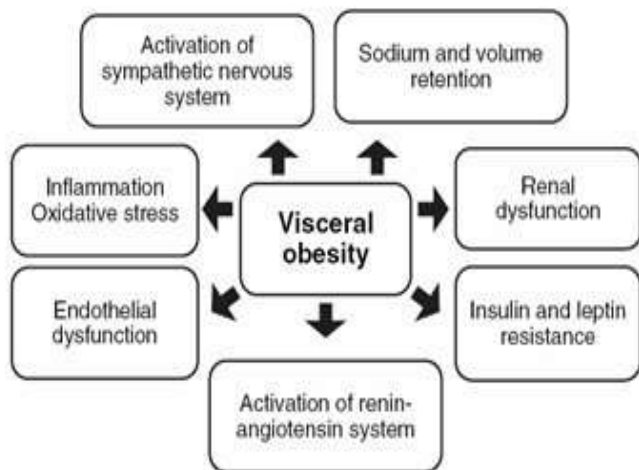 Activation of
sympathetic nervous
system
Sodium and volume
retention
Inflammation
Oxidative stress
Visceral
obesity
Renal
dysfunction
Endothelial
dysfunction
Insulin and leptin
resistance
Activation of renin-
angiotensin system